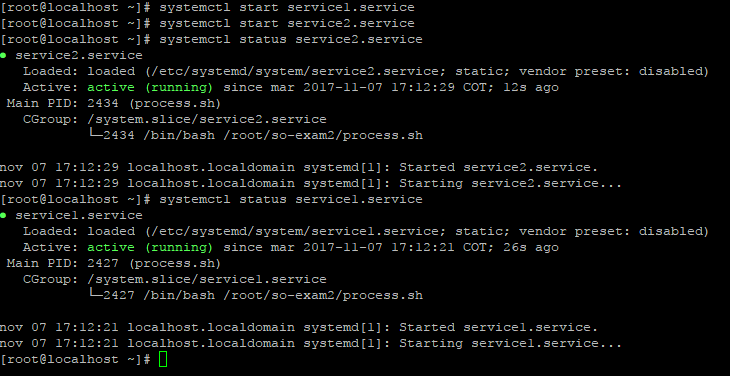 [root@localhost ~]# systemctl start service1.service
[root@localhost ~]# systemctl start service2.service
[root@localhost ~]# systemctl status service2.service
● service2.service
   Loaded: loaded (/etc/systemd/system/service2.service; static; vendor preset: disabled)
   Active: active (running) since mar 2017-11-07 17:12:29 COT; 12s ago
 Main PID: 2434 (process.sh)
   CGroup: /system.slice/service2.service
           └─2434 /bin/bash /root/so-exam2/process.sh

nov 07 17:12:29 localhost.localdomain systemd[1]: Started service2.service.
nov 07 17:12:29 localhost.localdomain systemd[1]: Starting service2.service...
[root@localhost ~]# systemctl status service1.service
● service1.service
   Loaded: loaded (/etc/systemd/system/service1.service; static; vendor preset: disabled)
   Active: active (running) since mar 2017-11-07 17:12:21 COT; 26s ago
 Main PID: 2427 (process.sh)
   CGroup: /system.slice/service1.service
           └─2427 /bin/bash /root/so-exam2/process.sh

nov 07 17:12:21 localhost.localdomain systemd[1]: Started service1.service.
nov 07 17:12:21 localhost.localdomain systemd[1]: Starting service1.service...
[root@localhost ~]#